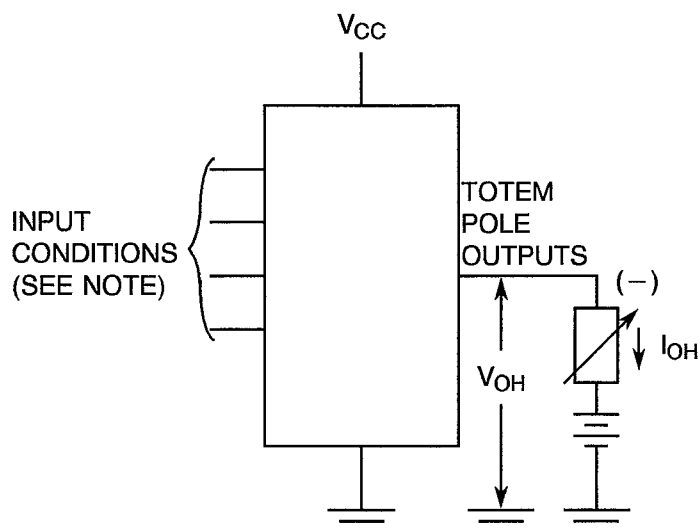 VCC
INPUT
CONDITIONS
(SEE NOTE)
TOTEM
POLE
OUTPUTS
VOH
(−)
IOH